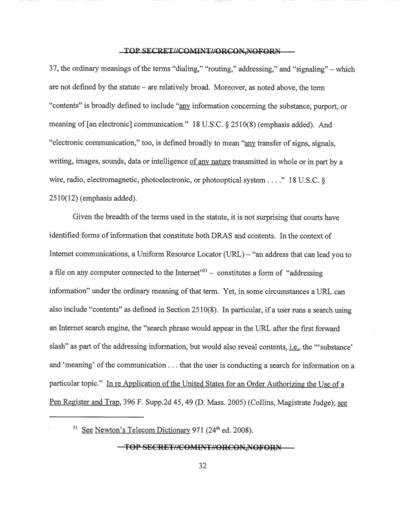 TOP SECRET//COMINT//ORCON,NOFORN
37, the ordinary meanings of the terms "dialing," "routing," addressing," and "signaling" – which
are not defined by the statute – are relatively broad. Moreover, as noted above, the term
"contents" is broadly defined to include "any information concerning the substance, purport, or
meaning of [an electronic] communication." 18 U.S.C. § 2510(8) (emphasis added). And
"electronic communication," too, is defined broadly to mean "any transfer of signs, signals,
writing, images, sounds, data or intelligence of any nature transmitted in whole or in part by a
wire, radio, electromagnetic, photoelectronic, or photooptical system . . . ." 18 U.S.C. §
2510(12) (emphasis added).
Given the breadth of the terms used in the statute, it is not surprising that courts have
identified forms of information that constitute both DRAS and contents. In the context of
Internet communications, a Uniform Resource Locator (URL) – "an address that can lead you to
a file on any computer connected to the Internet"³¹ – constitutes a form of "addressing
information" under the ordinary meaning of that term. Yet, in some circumstances a URL can
also include "contents" as defined in Section 2510(8). In particular, if a user runs a search using
an Internet search engine, the "search phrase would appear in the URL after the first forward
slash" as part of the addressing information, but would also reveal contents, i.e., the "'substance'
and 'meaning' of the communication . . . that the user is conducting a search for information on a
particular topic." In re Application of the United States for an Order Authorizing the Use of a
Pen Register and Trap, 396 F. Supp.2d 45, 49 (D. Mass. 2005) (Collins, Magistrate Judge); see
³¹ See Newton's Telecom Dictionary 971 (24th ed. 2008).
TOP SECRET//COMINT//ORCON,NOFORN
32